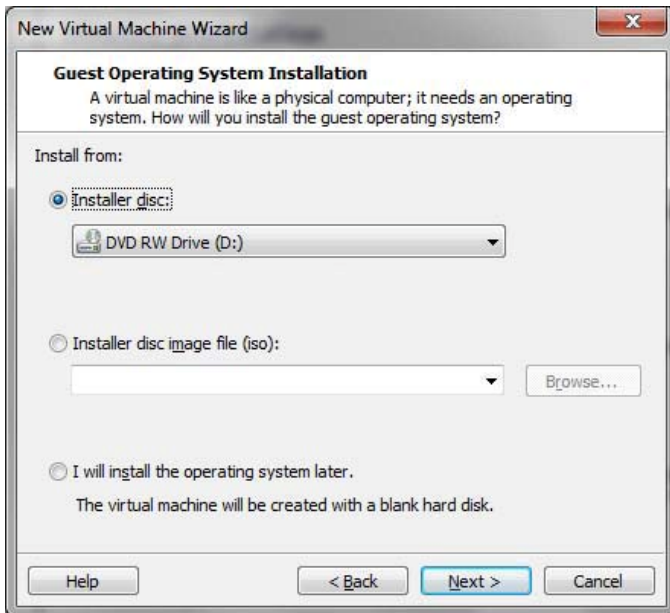 New Virtual Machine Wizard
Guest Operating System Installation
A virtual machine is like a physical computer; it needs an operating
system. How will you install the guest operating system?
Install from:
Installer disc:
DVD RW Drive (D:)
Installer disc image file (iso):
Browse...
I will install the operating system later.
The virtual machine will be created with a blank hard disk.
Help < Back Next > Cancel